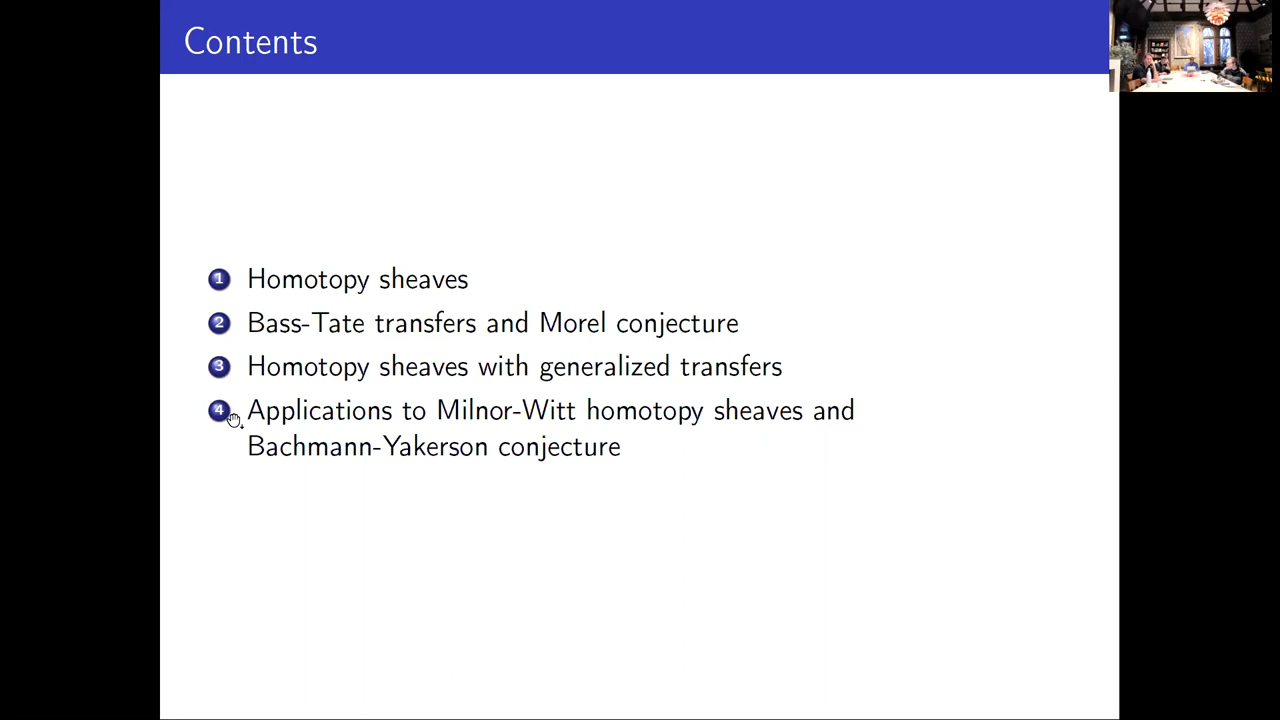 Contents
1 Homotopy sheaves
2 Bass-Tate transfers and Morel conjecture
3 Homotopy sheaves with generalized transfers
4 Applications to Milnor-Witt homotopy sheaves and
Bachmann-Yakerson conjecture